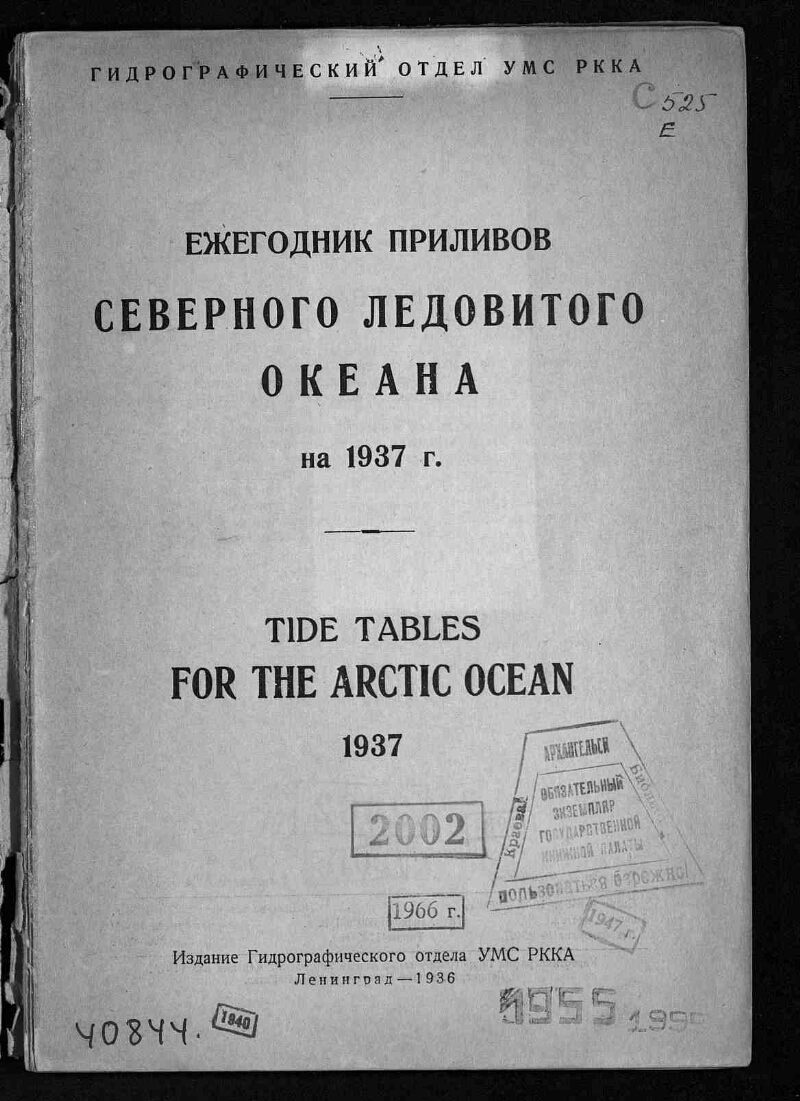 ГИДРОГРАФИЧЕСКИЙ ОТДЕЛ УМС РККА
С 525
Е
ЕЖЕГОДНИК ПРИЛИВОВ
СЕВЕРНОГО ЛЕДОВИТОГО
ОКЕАНА
на 1937 г.
TIDE TABLES
FOR THE ARCTIC OCEAN
1937
АРХАНГЕЛЬСК
Краевая
ОБЯЗАТЕЛЬНЫЙ
ЭКЗЕМПЛЯР
ГОСУДАРСТВЕННОЙ
КНИЖНОЙ ПАЛАТЫ
пользоваться бережно!
2002
1966 г.
1947 г.
Издание Гидрографического отдела УМС РККА
Ленинград—1936
1955
40844.
1940